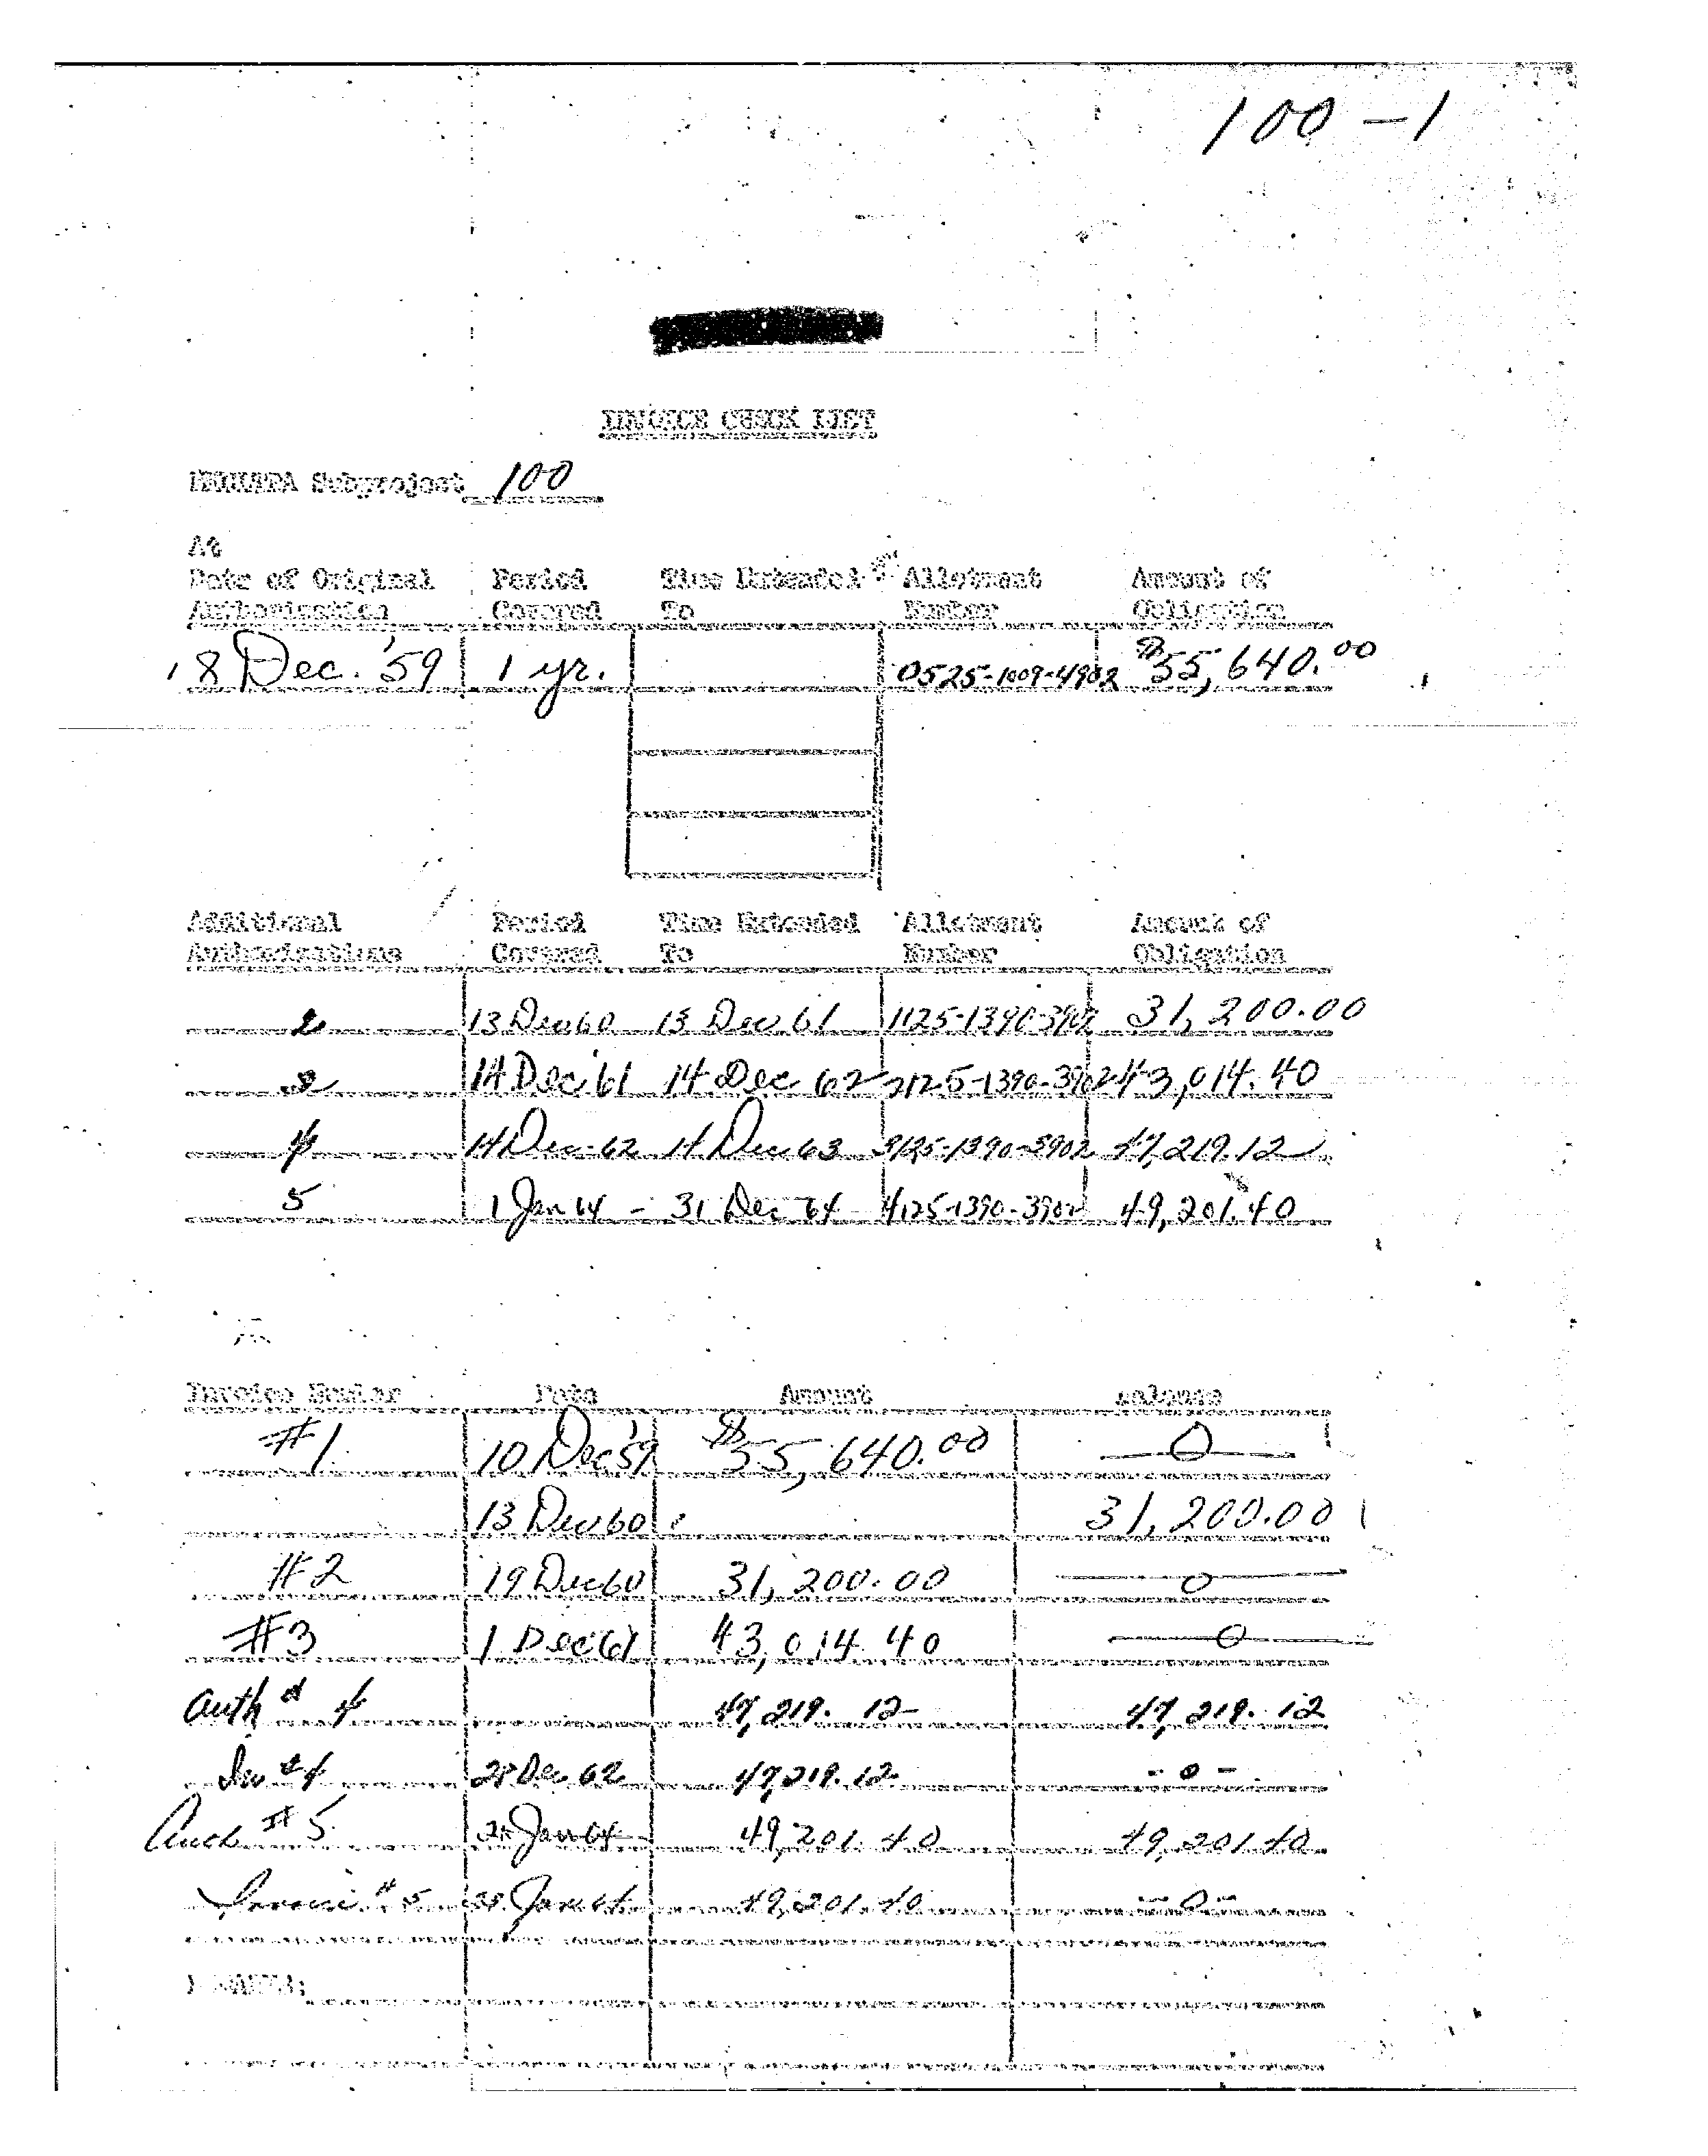 100-1
INVOICE CHECK LIST
MKULTRA Subproject 100
At
Date of Original Period Time Extended Allotment Amount of
Authorization Covered To Number Obligation
8 Dec. '59 1 yr. 0525-1009-4902 $55,640.00
Additional Period Time Extended Allotment Amount of
Authorizations Covered To Number Obligation
2 13 Dec 60 13 Dec 61 1125-1390-3902 31,200.00
3 14 Dec 61 14 Dec 62 2125-1390-3902 43,014.40
4 14 Dec 62 14 Dec 63 3125-1390-3902 47,219.12
5 1 Jan 64 - 31 Dec 64 4125-1390-3902 49,201.40
Invoice Number Date Amount Balance
#1 10 Dec '59 $55,640.00 0
13 Dec 60 31,200.00
#2 19 Dec 60 31,200.00 0
#3 1 Dec 61 43,014.40 0
Auth # 4 47,219.12 47,219.12
Inv #4 28 Dec 62 47,219.12 -0-
Auth #5 Jan 64 49,201.40 49,201.40
Invoice #5 28 Jan 64 49,201.40 -0-
REMARKS: